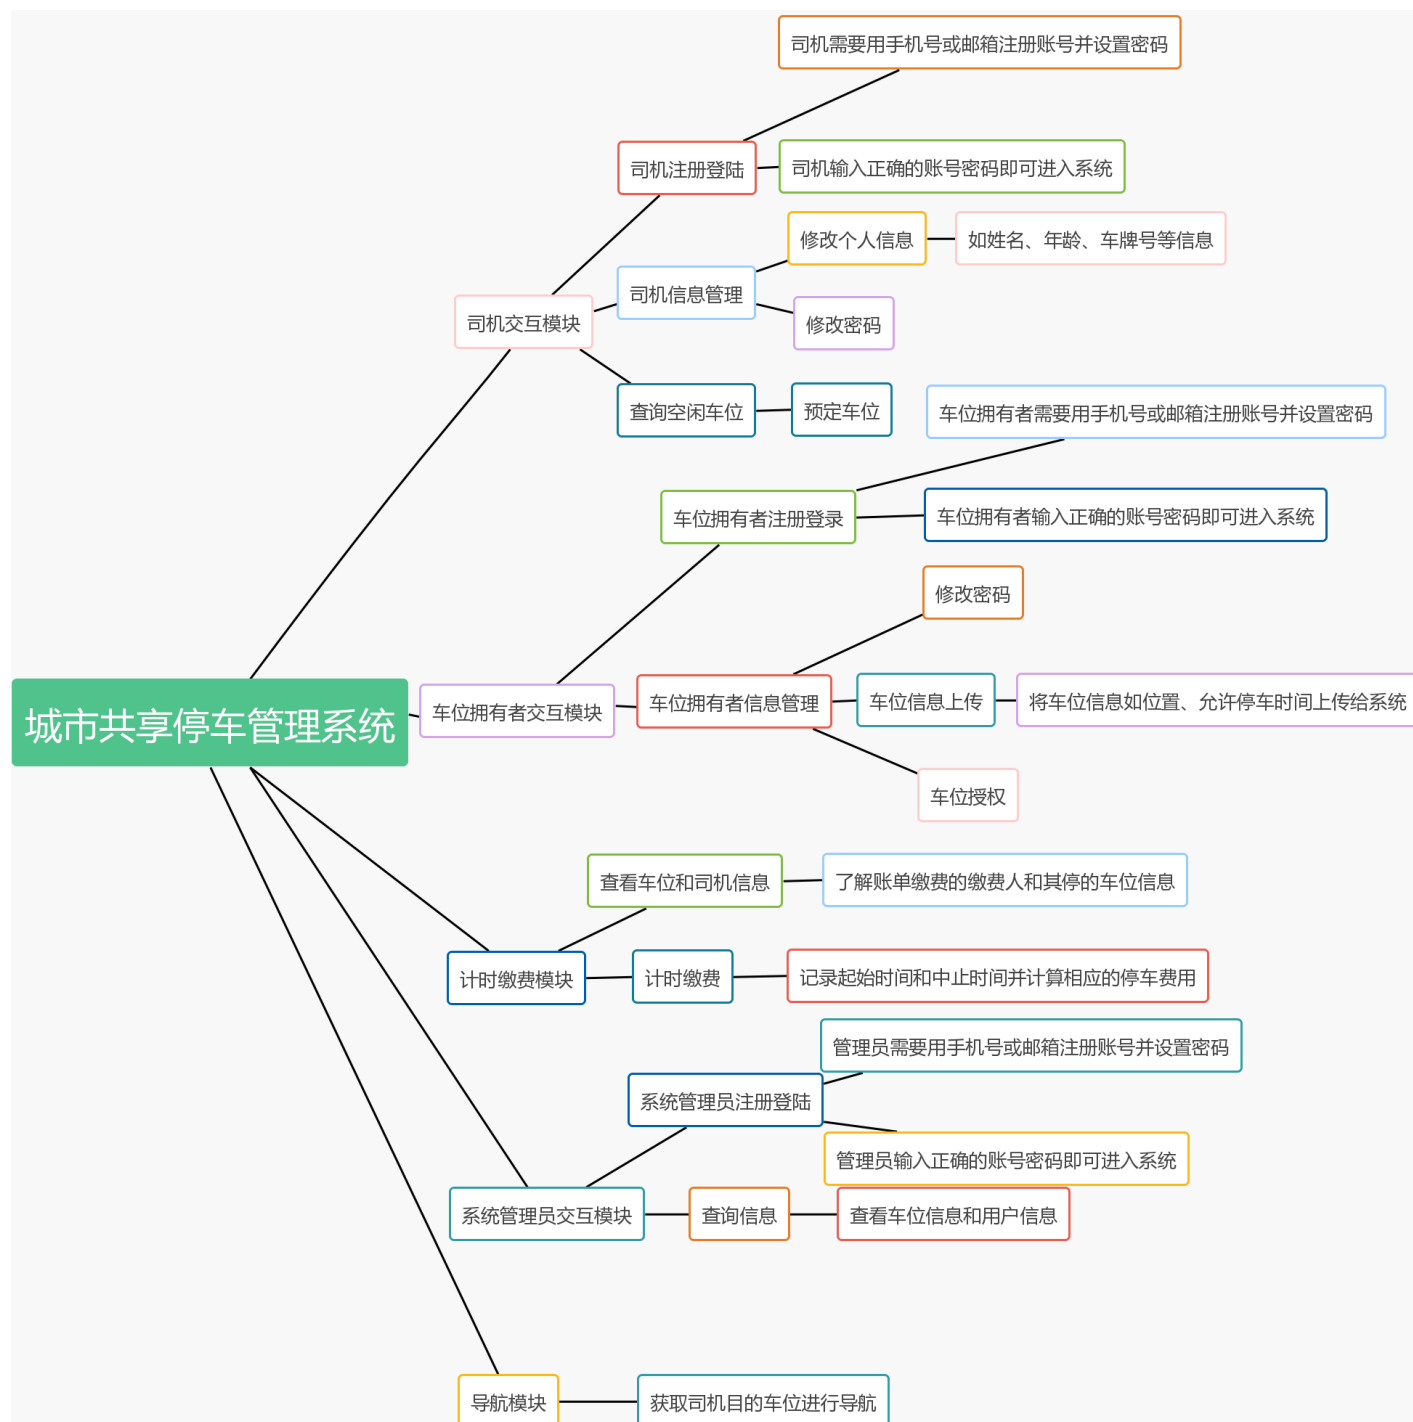 司机需要用手机号或邮箱注册账号并设置密码
司机注册登陆
司机输入正确的账号密码即可进入系统
修改个人信息
如姓名、年龄、车牌号等信息
司机信息管理
司机交互模块
修改密码
查询空闲车位
预定车位
车位拥有者需要用手机号或邮箱注册账号并设置密码
车位拥有者注册登录
车位拥有者输入正确的账号密码即可进入系统
修改密码
城市共享停车管理系统
车位拥有者交互模块
车位拥有者信息管理
车位信息上传
将车位信息如位置、允许停车时间上传给系统
车位授权
查看车位和司机信息
了解账单缴费的缴费人和其停的车位信息
计时缴费模块
计时缴费
记录起始时间和中止时间并计算相应的停车费用
管理员需要用手机号或邮箱注册账号并设置密码
系统管理员注册登陆
管理员输入正确的账号密码即可进入系统
系统管理员交互模块
查询信息
查看车位信息和用户信息
导航模块
获取司机目的车位进行导航